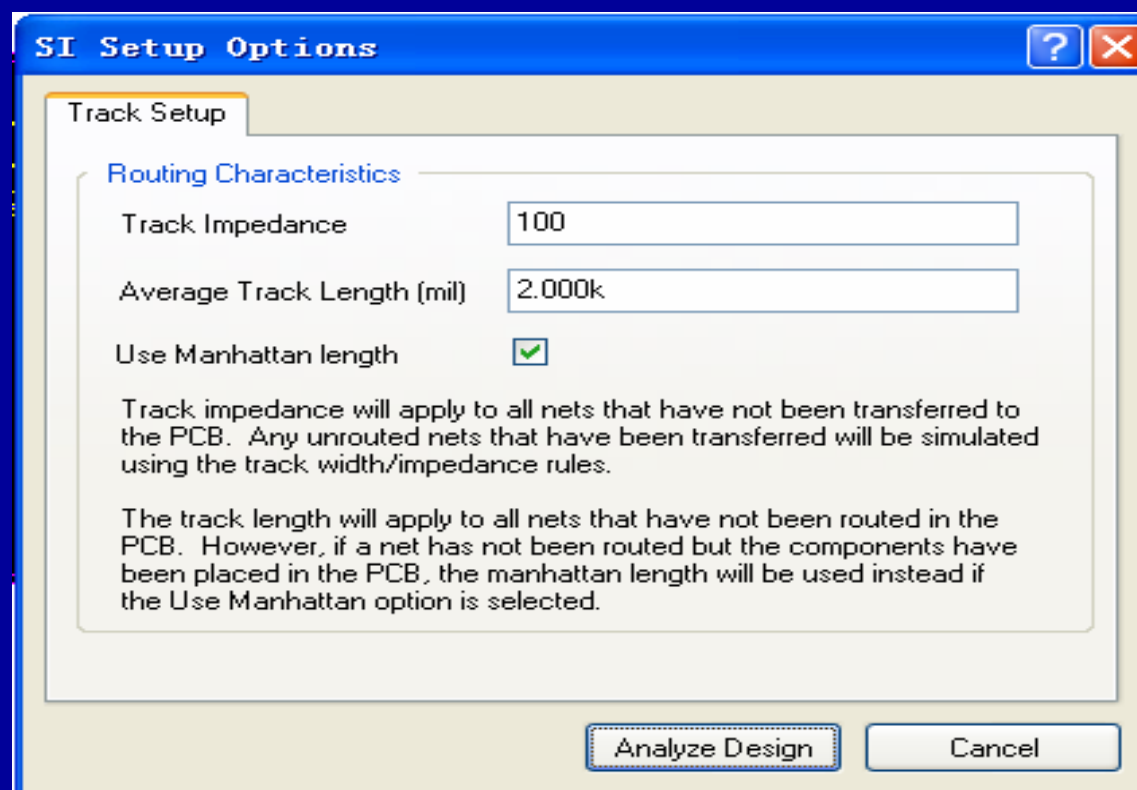 SI Setup Options
Track Setup
Routing Characteristics
Track Impedance
100
Average Track Length (mil)
2.000k
Use Manhattan length
Track impedance will apply to all nets that have not been transferred to
the PCB.  Any unrouted nets that have been transferred will be simulated
using the track width/impedance rules.
The track length will apply to all nets that have not been routed in the
PCB.  However, if a net has not been routed but the components have
been placed in the PCB, the manhattan length will be used instead if
the Use Manhattan option is selected.
Analyze Design
Cancel